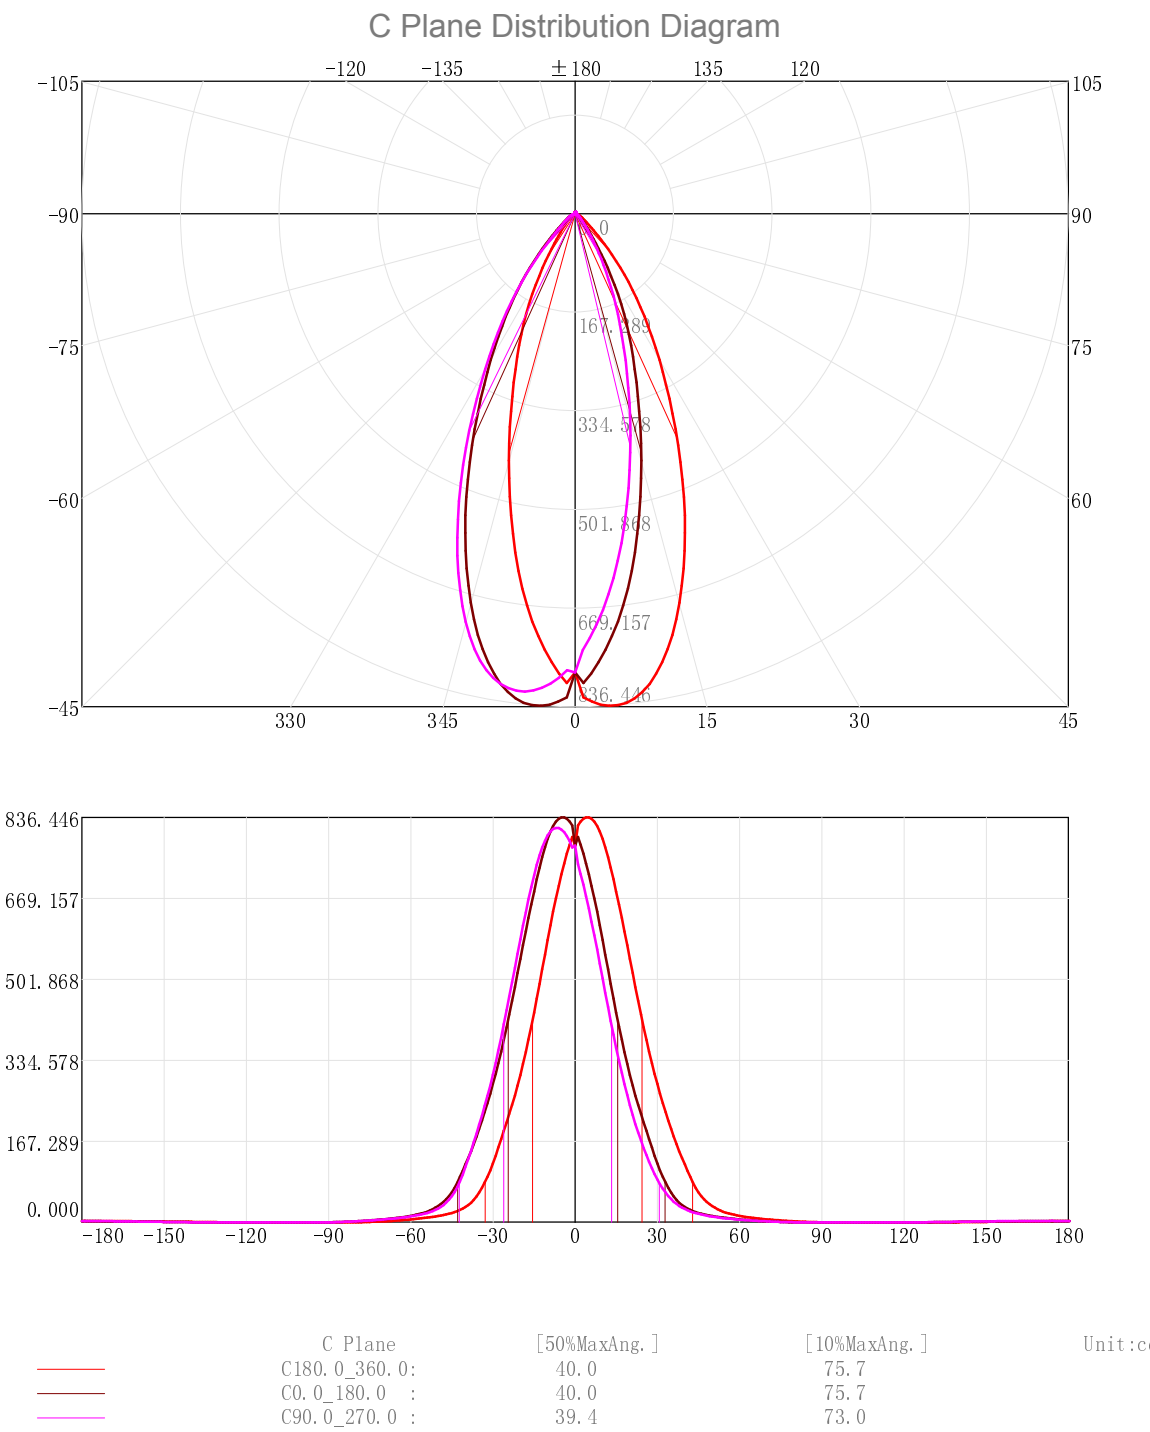 C Plane Distribution Diagram
-120 -135 ±180 135 120
-105 105
-90 90
0
167.289
-75 75
334.578
-60 60
501.868
669.157
836.446
-45
330 345 0 15 30 45
836.446
669.157
501.868
334.578
167.289
0.000
-180 -150 -120 -90 -60 -30 0 30 60 90 120 150 180
C Plane [50%MaxAng.] [10%MaxAng.] Unit:c
C180.0_360.0: 40.0 75.7
C0.0_180.0 : 40.0 75.7
C90.0_270.0 : 39.4 73.0